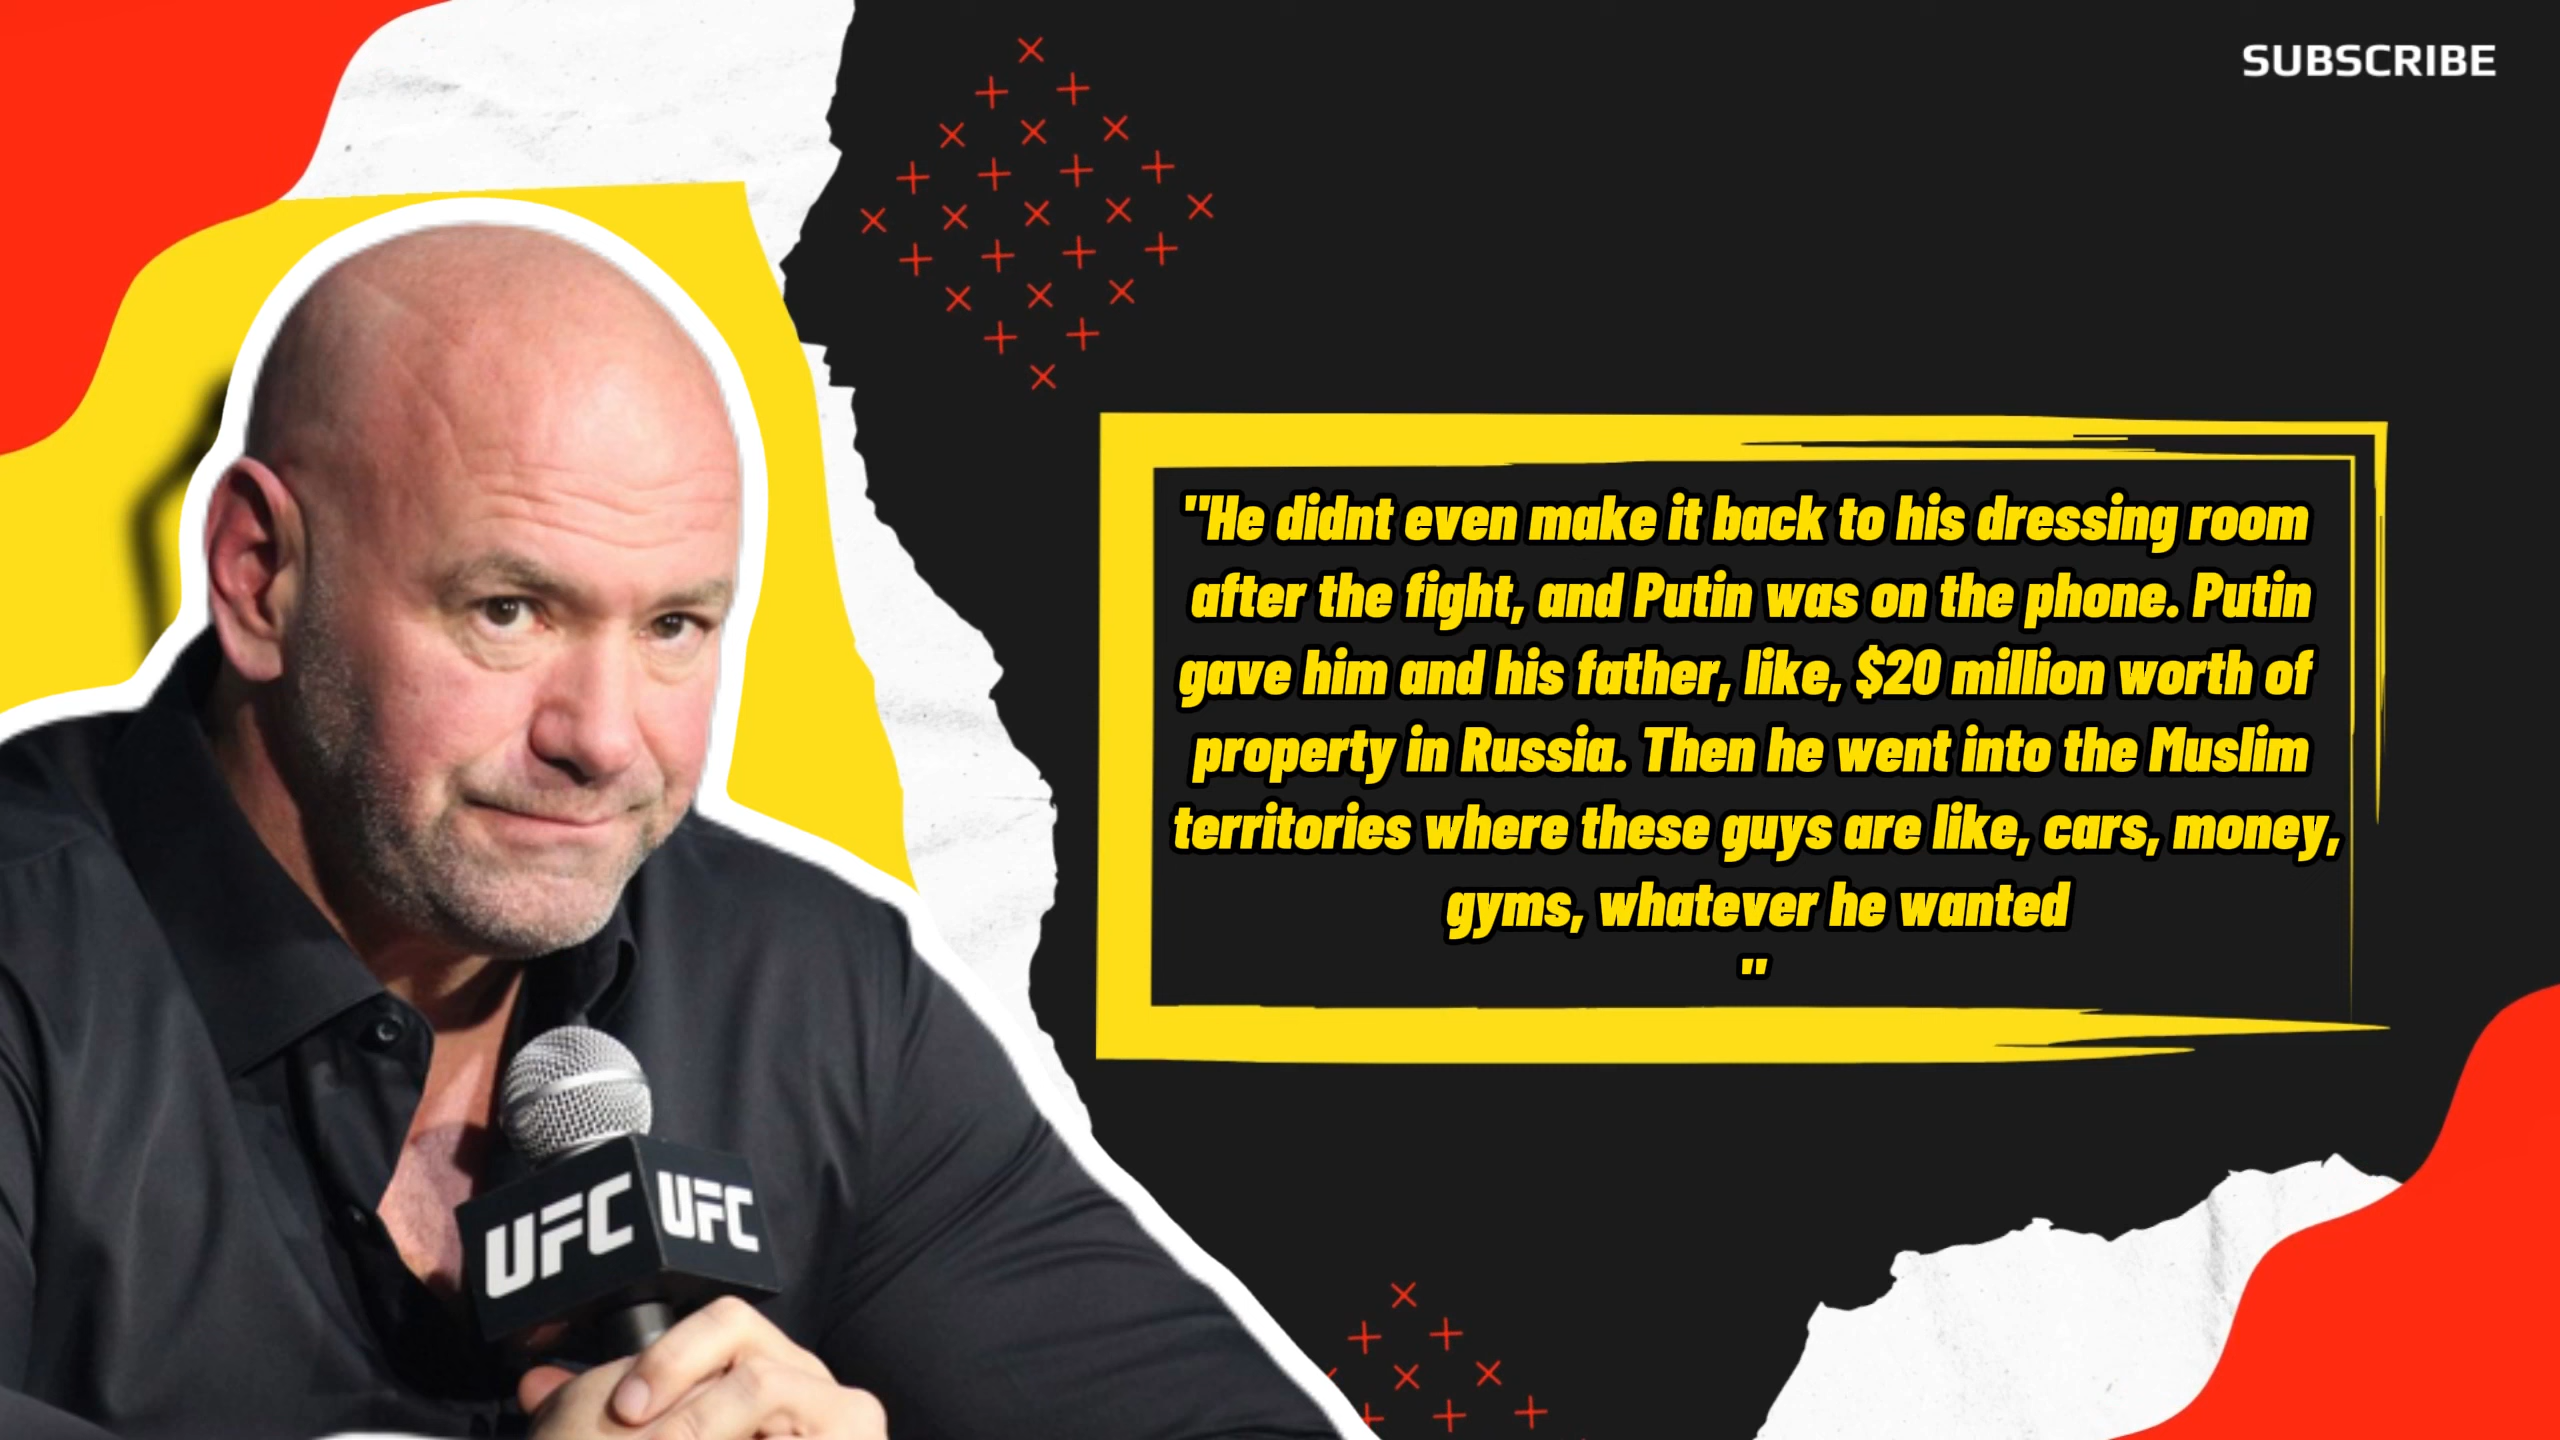 SUBSCRIBE
"He didnt even make it back to his dressing room
after the fight, and Putin was on the phone. Putin
gave him and his father, like, $20 million worth of
property in Russia. Then he went into the Muslim
territories where these guys are like, cars, money,
gyms, whatever he wanted
"
UFC UFC